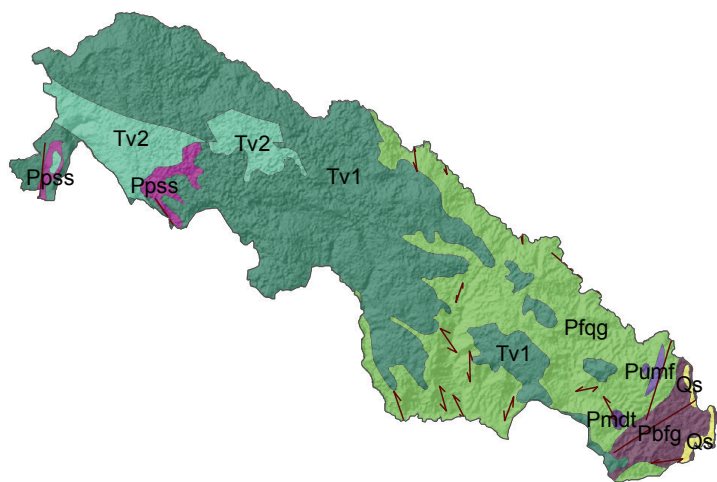 Tv2
Tv2
Ppss
Ppss
Tv1
Pfqg
Tv1
Pumf
Qs
Pmdt
Pbfg
Qs